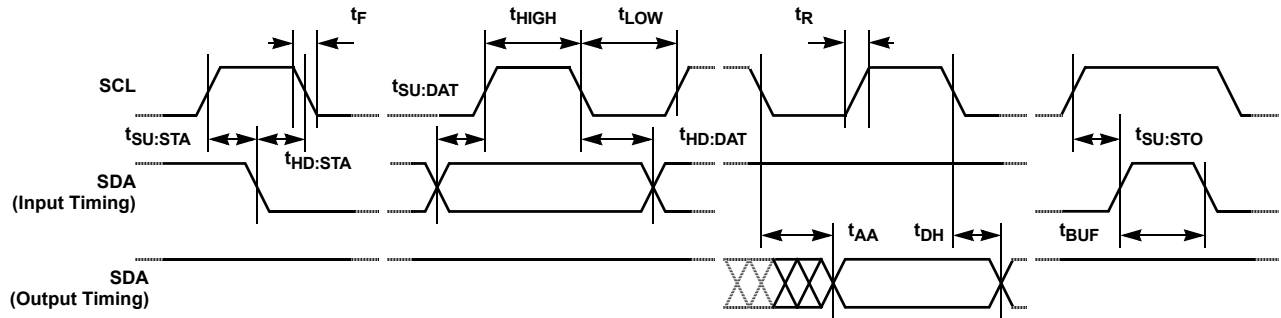 tF
tHIGH
tLOW
tR
SCL
tSU:DAT
tSU:STA
tHD:STA
tHD:DAT
tSU:STO
SDA
(Input Timing)
tAA
tDH
tBUF
SDA
(Output Timing)